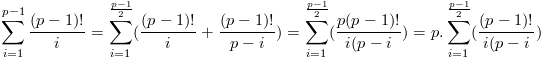 \sum_{i=1}^{p-1} \frac{(p-1)!}{i} = \sum_{i=1}^{\frac{p-1}{2}} (\frac{(p-1)!}{i} + \frac{(p-1)!}{p-i}) = \sum_{i=1}^{\frac{p-1}{2}} (\frac{p(p-1)!}{i(p-i}) = p. \sum_{i=1}^{\frac{p-1}{2}} (\frac{(p-1)!}{i(p-i})